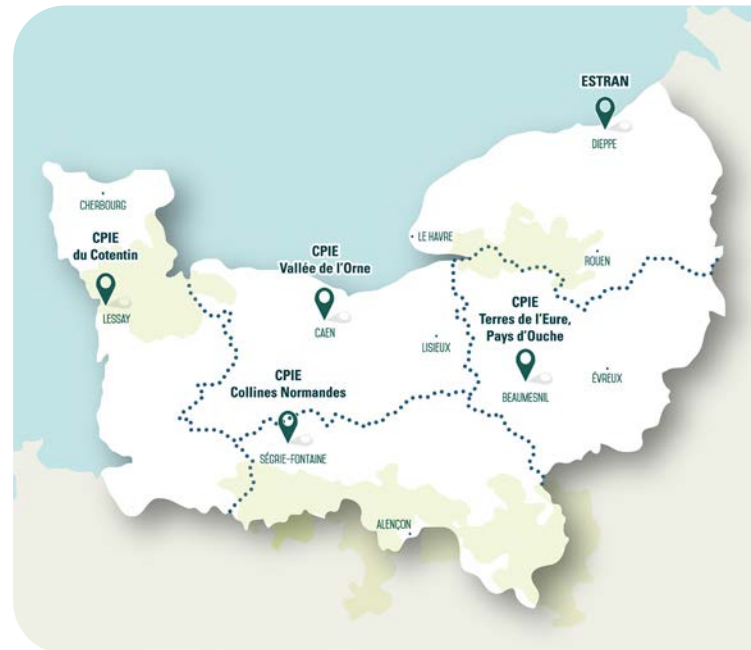 ESTRAN
DIEPPE
CHERBOURG
CPIE
du Cotentin
LESSAY
CPIE
Vallée de l'Orne
CAEN
LE HAVRE
ROUEN
LISIEUX
CPIE
Terres de l'Eure,
Pays d'Ouche
BEAUMESNIL
ÉVREUX
CPIE
Collines Normandes
SÉGRIE-FONTAINE
ALENÇON